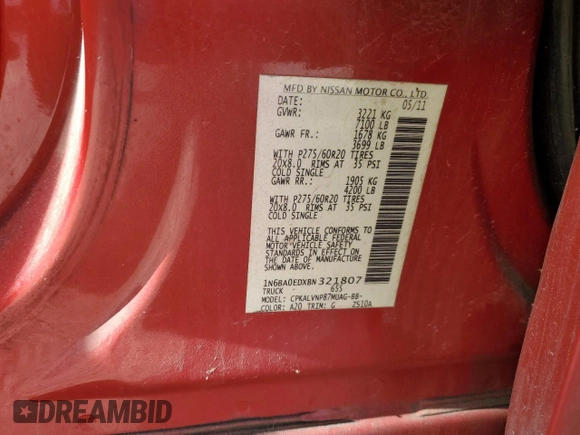 MFD BY NISSAN MOTOR CO., LTD.
DATE: 05/11
GVWR: 3221 KG
7100 LB
GAWR FR.: 1678 KG
3699 LB
WITH P275/60R20 TIRES
20X8.0 RIMS AT 35 PSI
COLD SINGLE
GAWR RR.: 1905 KG
4200 LB
WITH P275/60R20 TIRES
20X8.0 RIMS AT 35 PSI
COLD SINGLE
THIS VEHICLE CONFORMS TO
ALL APPLICABLE FEDERAL
MOTOR VEHICLE SAFETY
STANDARDS IN EFFECT ON
THE DATE OF MANUFACTURE
SHOWN ABOVE.
1N6BA0EDXBN321807
TRUCK - 655
MODEL: CPKALVNP87MUAG-BB-
COLOR: A20 TRIM: G 2510A
DREAMBID